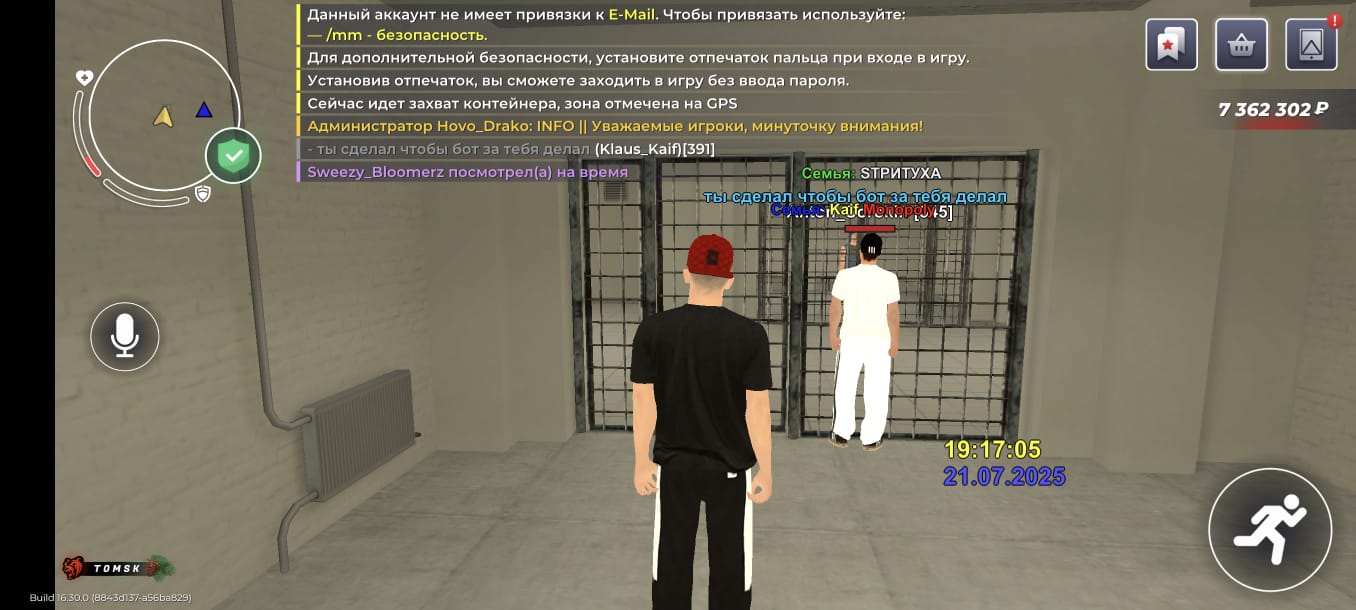 Данный аккаунт не имеет привязки к E-Mail. Чтобы привязать используйте:
— /mm - безопасность.
Для дополнительной безопасности, установите отпечаток пальца при входе в игру.
Установив отпечаток, вы сможете заходить в игру без ввода пароля.
Сейчас идет захват контейнера, зона отмечена на GPS
Администратор Hovo_Drako: INFO || Уважаемые игроки, минуточку внимания!
- ты сделал чтобы бот за тебя делал (Klaus_Kaif)[391]
Sweezy_Bloomerz посмотрел(а) на время
7 362 302 ₽
Семья: STРИТУХА
ты сделал чтобы бот за тебя делал
Семья: Kaif Monopoly
19:17:05
21.07.2025
TOMSK
Build 16.30.0 (8843d137-a56ba829)